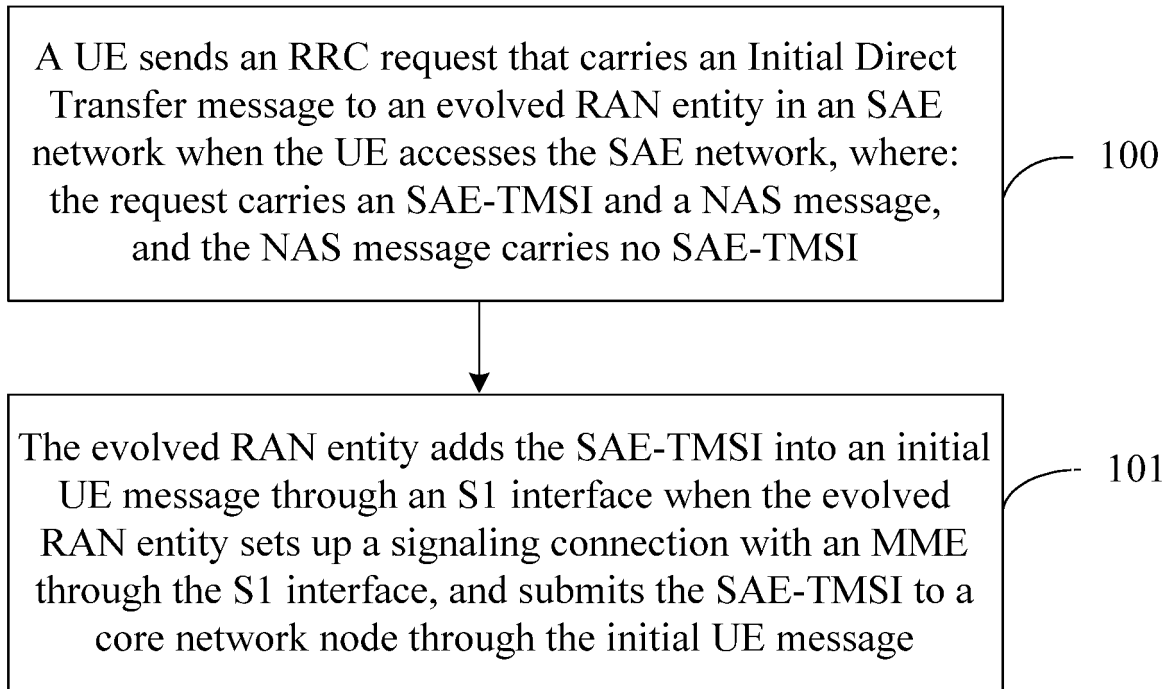 A UE sends an RRC request that carries an Initial Direct
Transfer message to an evolved RAN entity in an SAE
network when the UE accesses the SAE network, where:
the request carries an SAE-TMSI and a NAS message,
and the NAS message carries no SAE-TMSI
100
The evolved RAN entity adds the SAE-TMSI into an initial
UE message through an S1 interface when the evolved
RAN entity sets up a signaling connection with an MME
through the S1 interface, and submits the SAE-TMSI to a
core network node through the initial UE message
101